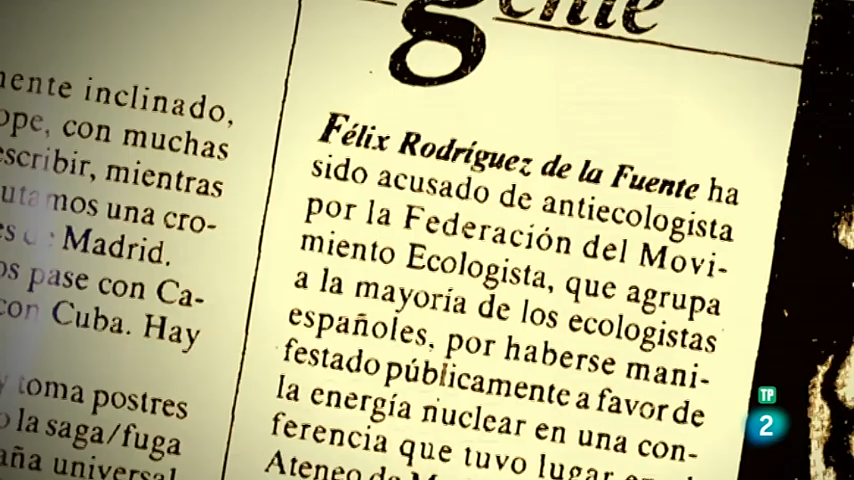 gente
mente inclinado,
ope, con muchas
escribir, mientras
utamos una cro-
es de Madrid.
os pase con Ca-
con Cuba. Hay
y toma postres
o la saga/fuga
aña universal
Félix Rodríguez de la Fuente ha
sido acusado de antiecologista
por la Federación del Movi-
miento Ecologista, que agrupa
a la mayoría de los ecologistas
españoles, por haberse mani-
festado públicamente a favor de
la energía nuclear en una con-
ferencia que tuvo lugar en
Ateneo de
TP
2